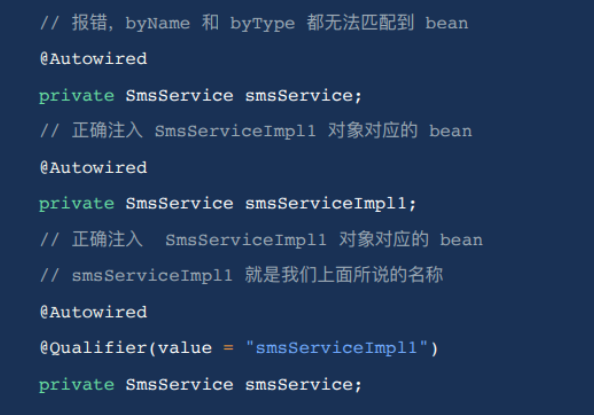 // 报错，byName 和 byType 都无法匹配到 bean
@Autowired
private SmsService smsService;
// 正确注入 SmsServiceImpl1 对象对应的 bean
@Autowired
private SmsService smsServiceImpl1;
// 正确注入  SmsServiceImpl1 对象对应的 bean
// smsServiceImpl1 就是我们上面所说的名称
@Autowired
@Qualifier(value = "smsServiceImpl1")
private SmsService smsService;